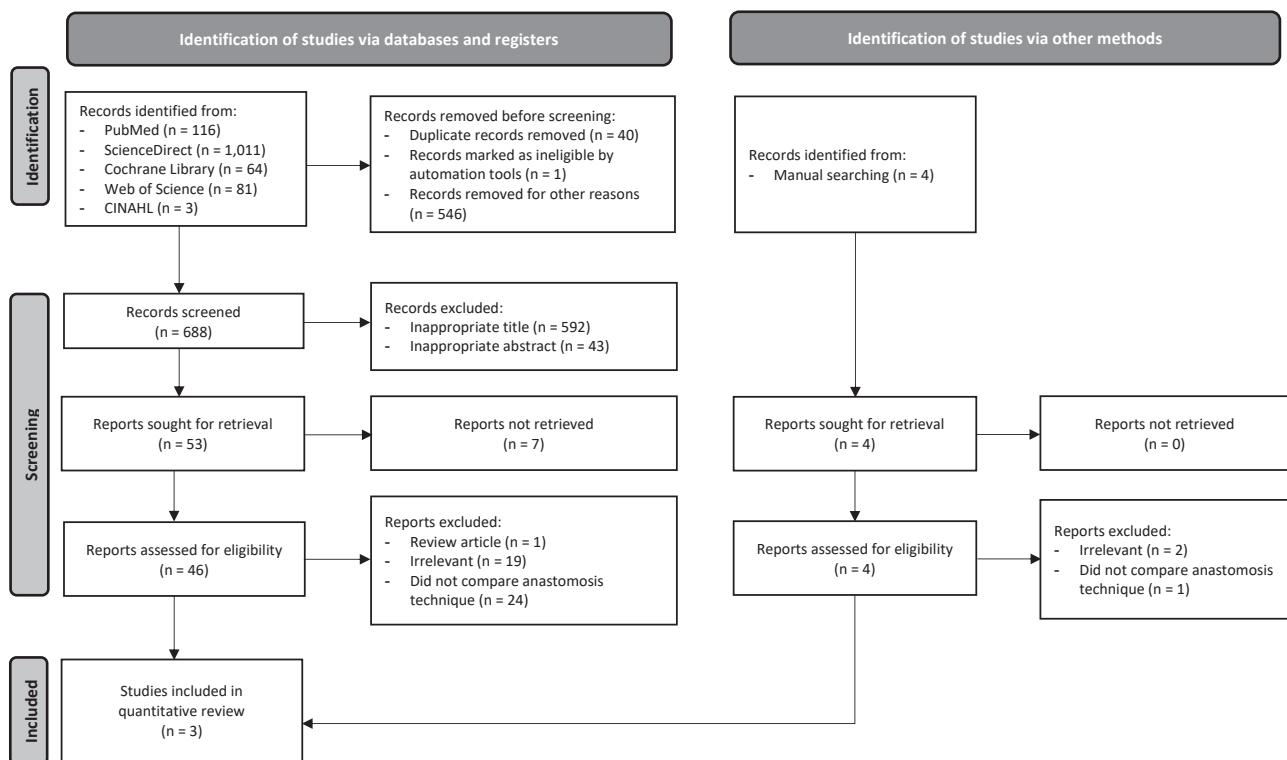 Identification of studies via databases and registers
Identification of studies via other methods
Identification
Records identified from:
- PubMed (n = 116)
- ScienceDirect (n = 1,011)
- Cochrane Library (n = 64)
- Web of Science (n = 81)
- CINAHL (n = 3)
Records removed before screening:
- Duplicate records removed (n = 40)
- Records marked as ineligible by
automation tools (n = 1)
- Records removed for other reasons
(n = 546)
Records identified from:
- Manual searching (n = 4)
Screening
Records screened
(n = 688)
Records excluded:
- Inappropriate title (n = 592)
- Inappropriate abstract (n = 43)
Reports sought for retrieval
(n = 53)
Reports not retrieved
(n = 7)
Reports sought for retrieval
(n = 4)
Reports not retrieved
(n = 0)
Reports assessed for eligibility
(n = 46)
Reports excluded:
- Review article (n = 1)
- Irrelevant (n = 19)
- Did not compare anastomosis
technique (n = 24)
Reports assessed for eligibility
(n = 4)
Reports excluded:
- Irrelevant (n = 2)
- Did not compare anastomosis
technique (n = 1)
Included
Studies included in
quantitative review
(n = 3)